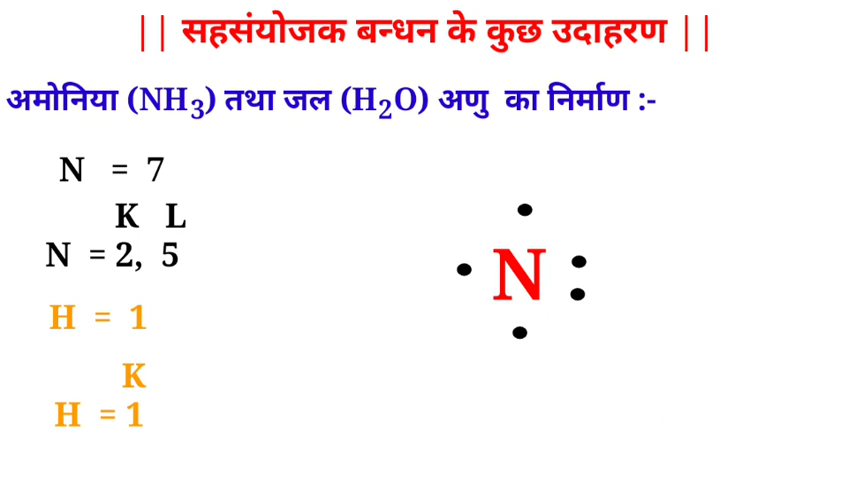 || सहसंयोजक बन्धन के कुछ उदाहरण ||
अमोनिया (NH₃) तथा जल (H₂O) अणु का निर्माण :-
N = 7
K L
N = 2, 5
H = 1
K
H = 1
N